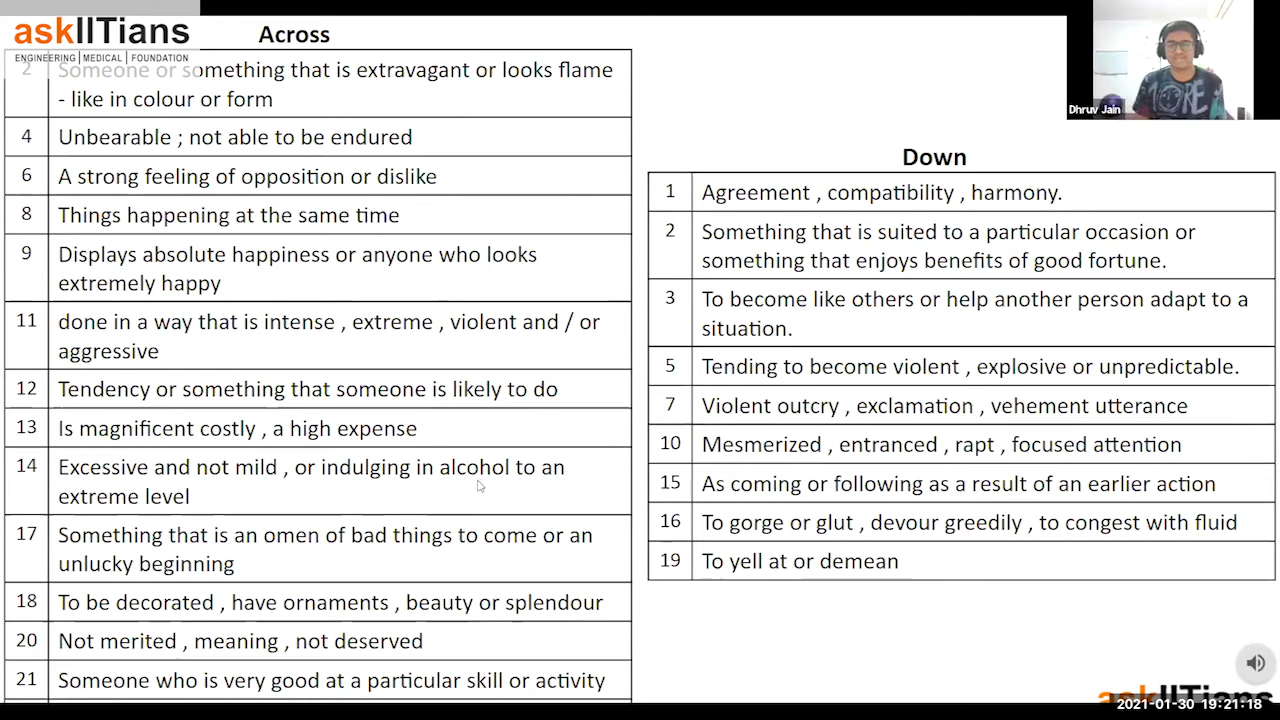 askIITians
ENGINEERING | MEDICAL | FOUNDATION
Across
2 Someone or something that is extravagant or looks flame
- like in colour or form
4 Unbearable ; not able to be endured
6 A strong feeling of opposition or dislike
8 Things happening at the same time
9 Displays absolute happiness or anyone who looks
extremely happy
11 done in a way that is intense , extreme , violent and / or
aggressive
12 Tendency or something that someone is likely to do
13 Is magnificent costly , a high expense
14 Excessive and not mild , or indulging in alcohol to an
extreme level
17 Something that is an omen of bad things to come or an
unlucky beginning
18 To be decorated , have ornaments , beauty or splendour
20 Not merited , meaning , not deserved
21 Someone who is very good at a particular skill or activity
Down
1 Agreement , compatibility , harmony.
2 Something that is suited to a particular occasion or
something that enjoys benefits of good fortune.
3 To become like others or help another person adapt to a
situation.
5 Tending to become violent , explosive or unpredictable.
7 Violent outcry , exclamation , vehement utterance
10 Mesmerized , entranced , rapt , focused attention
15 As coming or following as a result of an earlier action
16 To gorge or glut , devour greedily , to congest with fluid
19 To yell at or demean
Dhruv Jain
askIITians
2021-01-30 19:21:18